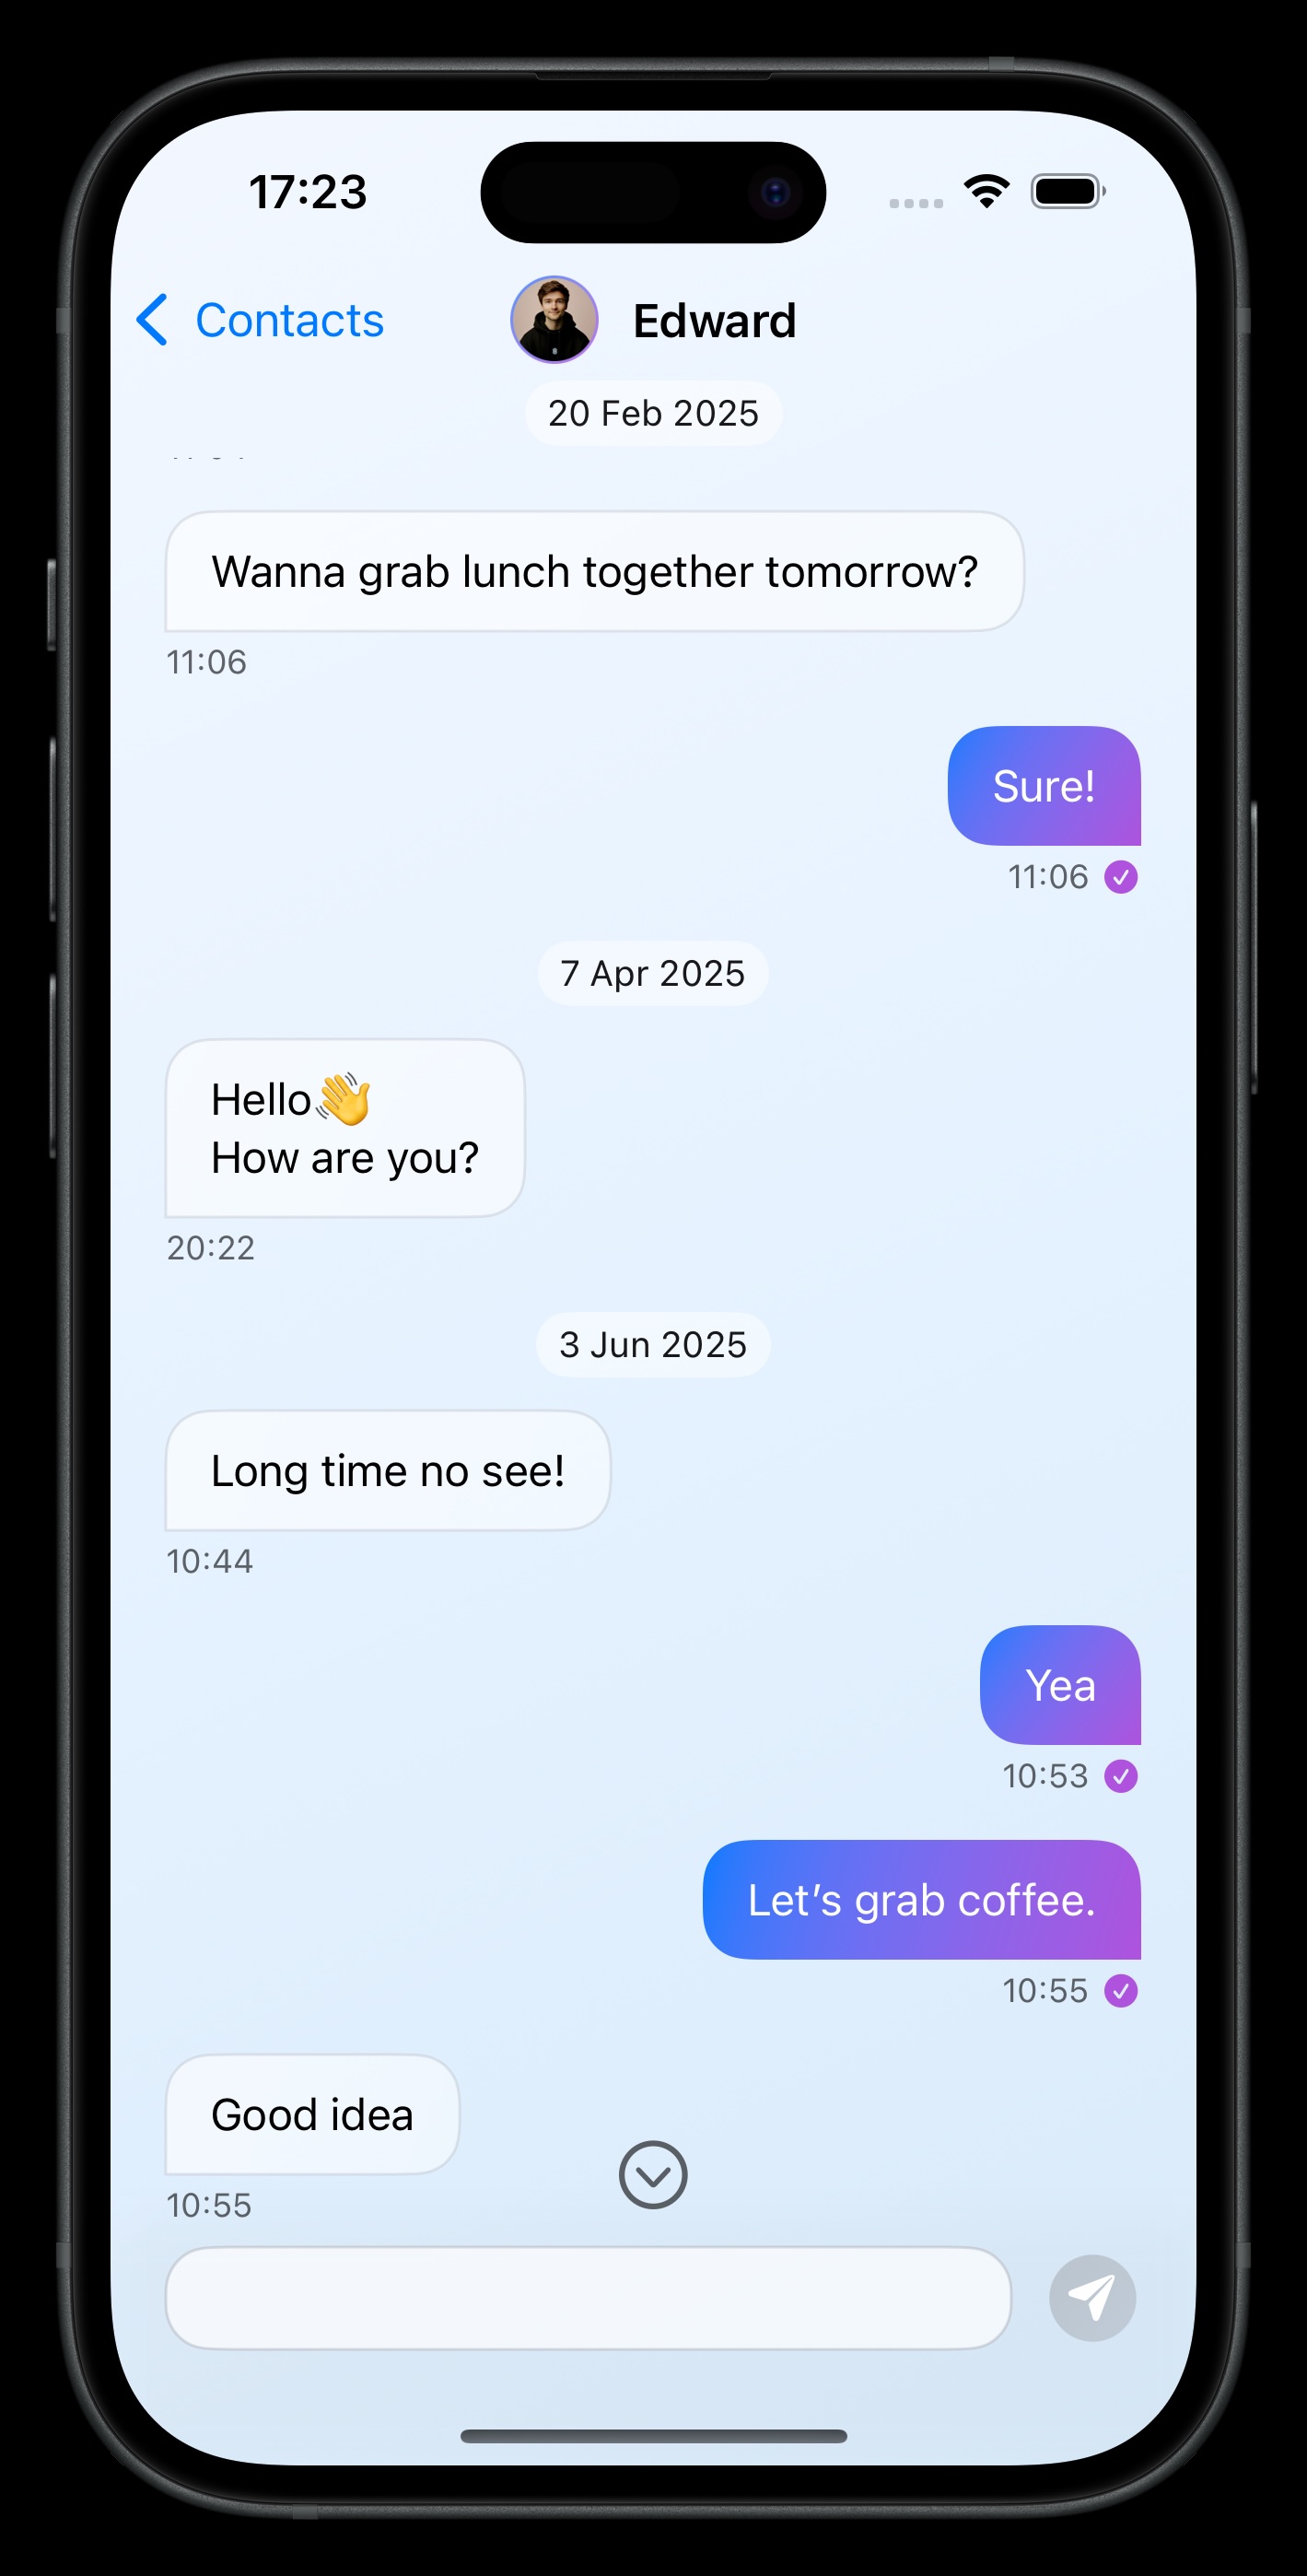 17:23
Contacts
Edward
20 Feb 2025
Wanna grab lunch together tomorrow?
11:06
Sure!
11:06
7 Apr 2025
Hello👋
How are you?
20:22
3 Jun 2025
Long time no see!
10:44
Yea
10:53
Let’s grab coffee.
10:55
Good idea
10:55